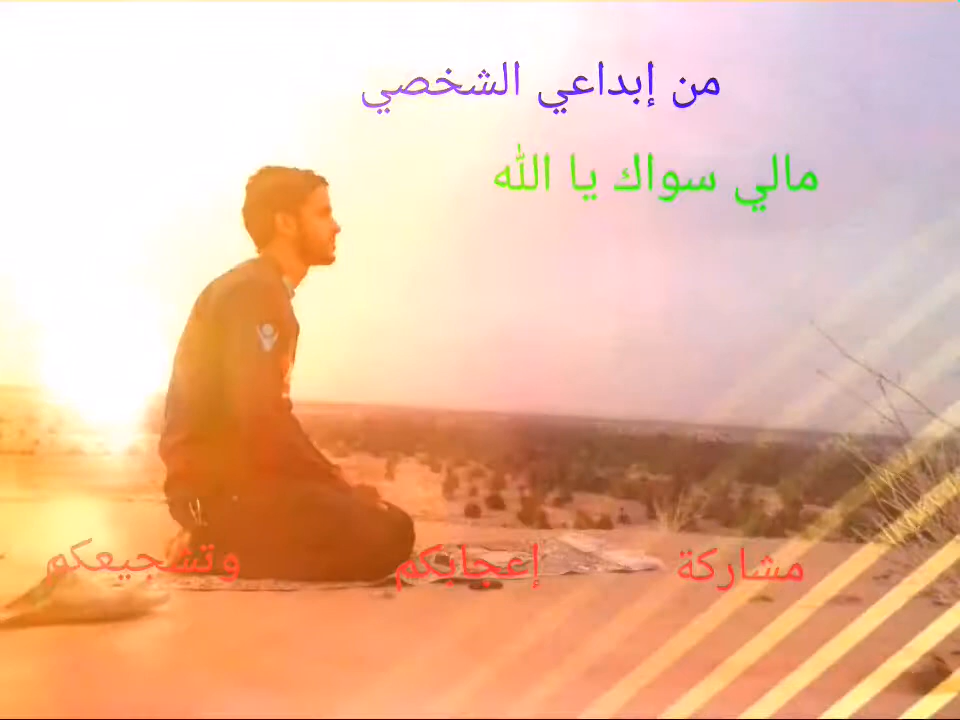 من إبداعي الشخصي
مالي سواك يا الله
مشاركة إعجابكم وتشجيعكم